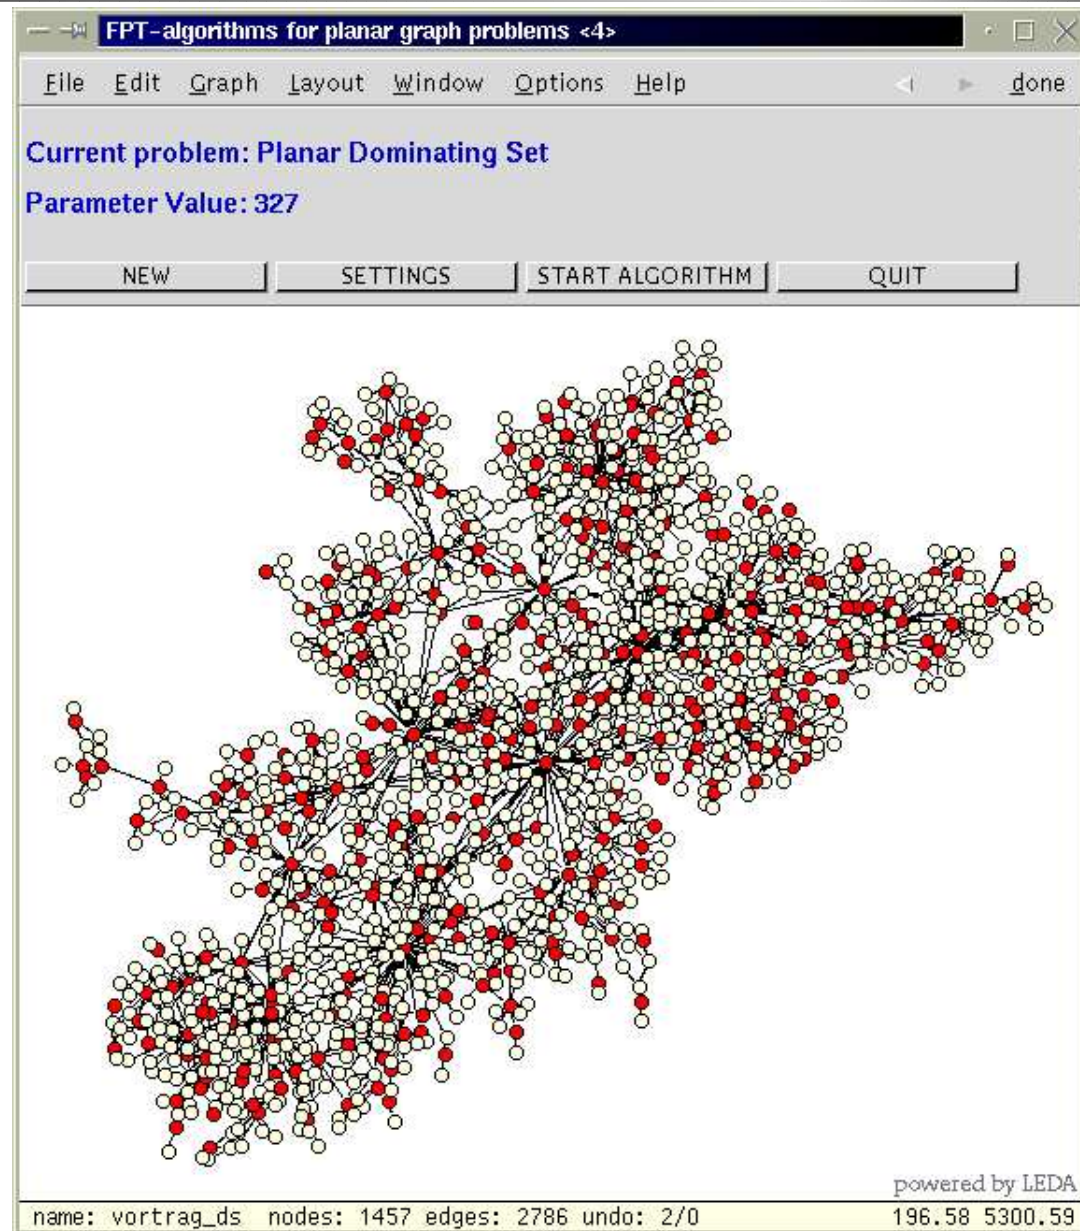 FPT-algorithms for planar graph problems <4>
File Edit Graph Layout Window Options Help done
Current problem: Planar Dominating Set
Parameter Value: 327
NEW SETTINGS START ALGORITHM QUIT
powered by LEDA
name: vortrag_ds nodes: 1457 edges: 2786 undo: 2/0 196.58 5300.59